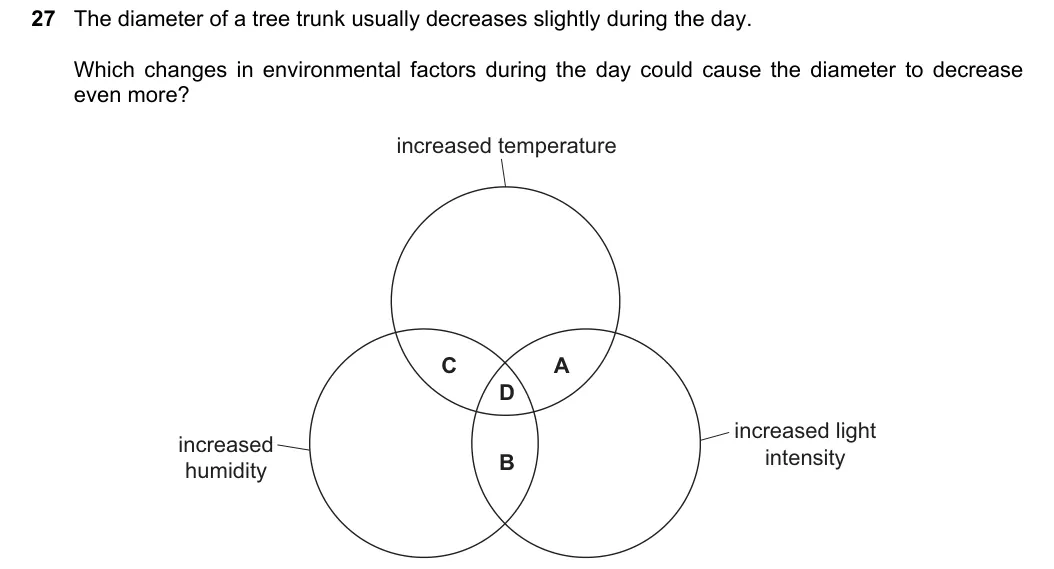 27 The diameter of a tree trunk usually decreases slightly during the day.
Which changes in environmental factors during the day could cause the diameter to decrease
even more?
increased temperature
C
A
D
increased
humidity
increased light
intensity
B